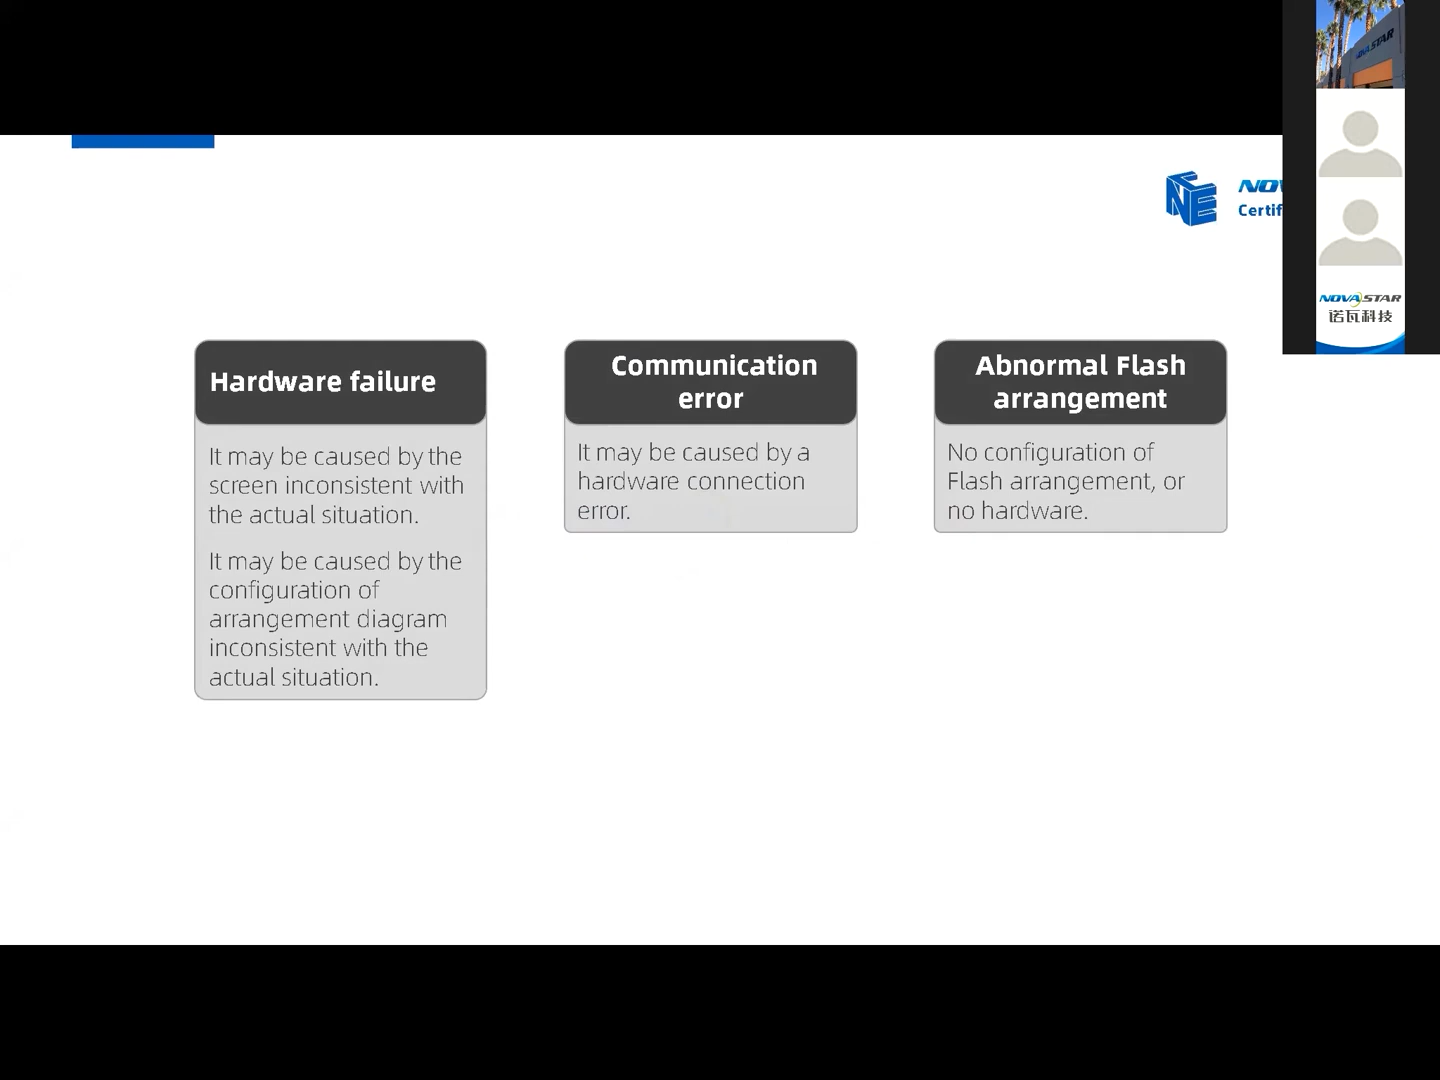 NOVASTAR
NO
Certif
NOVASTAR
诺瓦科技
Hardware failure
It may be caused by the
screen inconsistent with
the actual situation.
It may be caused by the
configuration of
arrangement diagram
inconsistent with the
actual situation.
Communication
error
It may be caused by a
hardware connection
error.
Abnormal Flash
arrangement
No configuration of
Flash arrangement, or
no hardware.